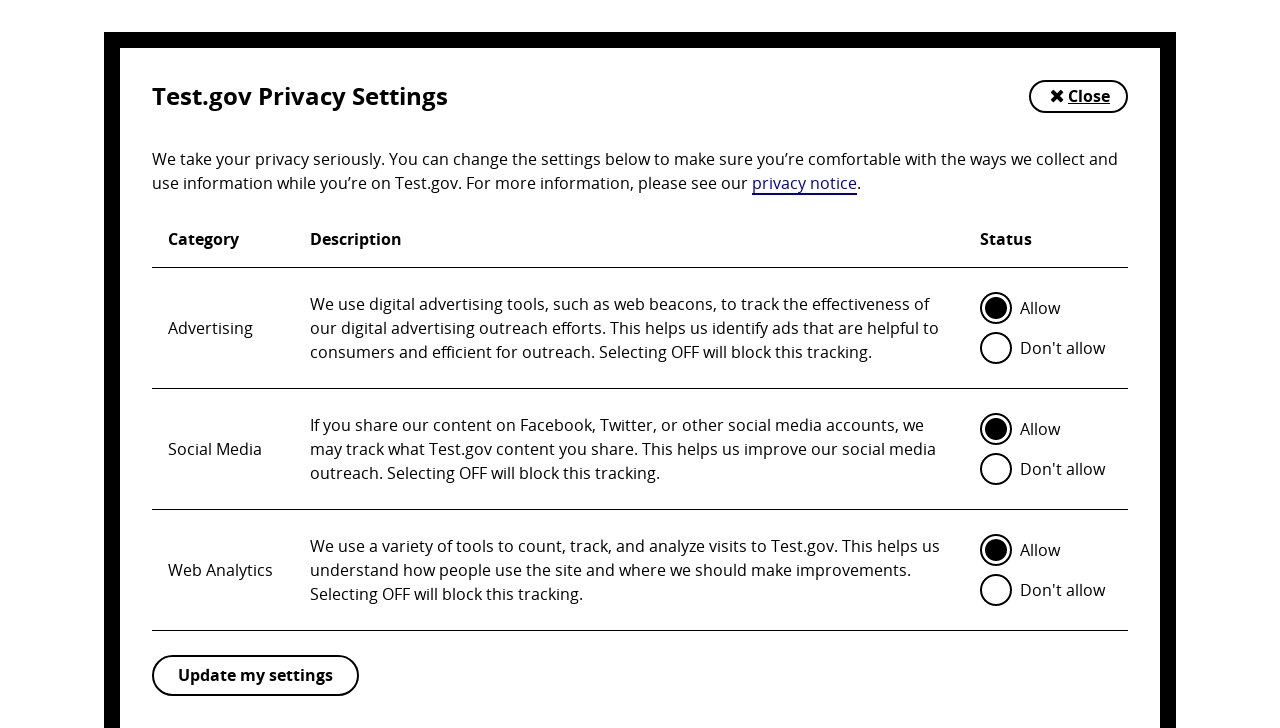 Test.gov Privacy Settings
✖ Close
We take your privacy seriously. You can change the settings below to make sure you’re comfortable with the ways we collect and
use information while you’re on Test.gov. For more information, please see our privacy notice.
Category Description Status
Advertising
We use digital advertising tools, such as web beacons, to track the effectiveness of
our digital advertising outreach efforts. This helps us identify ads that are helpful to
consumers and efficient for outreach. Selecting OFF will block this tracking.
Allow
Don't allow
Social Media
If you share our content on Facebook, Twitter, or other social media accounts, we
may track what Test.gov content you share. This helps us improve our social media
outreach. Selecting OFF will block this tracking.
Allow
Don't allow
Web Analytics
We use a variety of tools to count, track, and analyze visits to Test.gov. This helps us
understand how people use the site and where we should make improvements.
Selecting OFF will block this tracking.
Allow
Don't allow
Update my settings